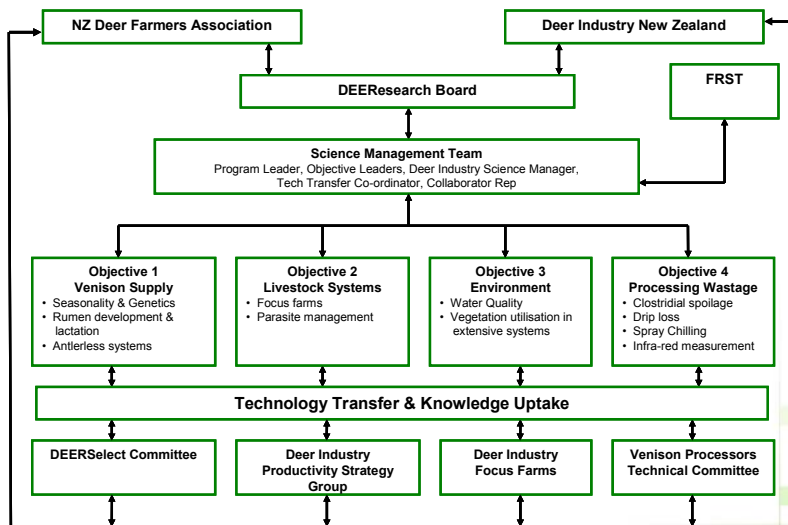 NZ Deer Farmers Association
Deer Industry New Zealand
DEEResearch Board
FRST
Science Management Team
Program Leader, Objective Leaders, Deer Industry Science Manager,
Tech Transfer Co-ordinator, Collaborator Rep
Objective 1
Venison Supply
• Seasonality & Genetics
• Rumen development &
lactation
• Antlerless systems
Objective 2
Livestock Systems
• Focus farms
• Parasite management
Objective 3
Environment
• Water Quality
• Vegetation utilisation in
extensive systems
Objective 4
Processing Wastage
• Clostridial spoilage
• Drip loss
• Spray Chilling
• Infra-red measurement
Technology Transfer & Knowledge Uptake
DEERSelect Committee
Deer Industry
Productivity Strategy
Group
Deer Industry
Focus Farms
Venison Processors
Technical Committee